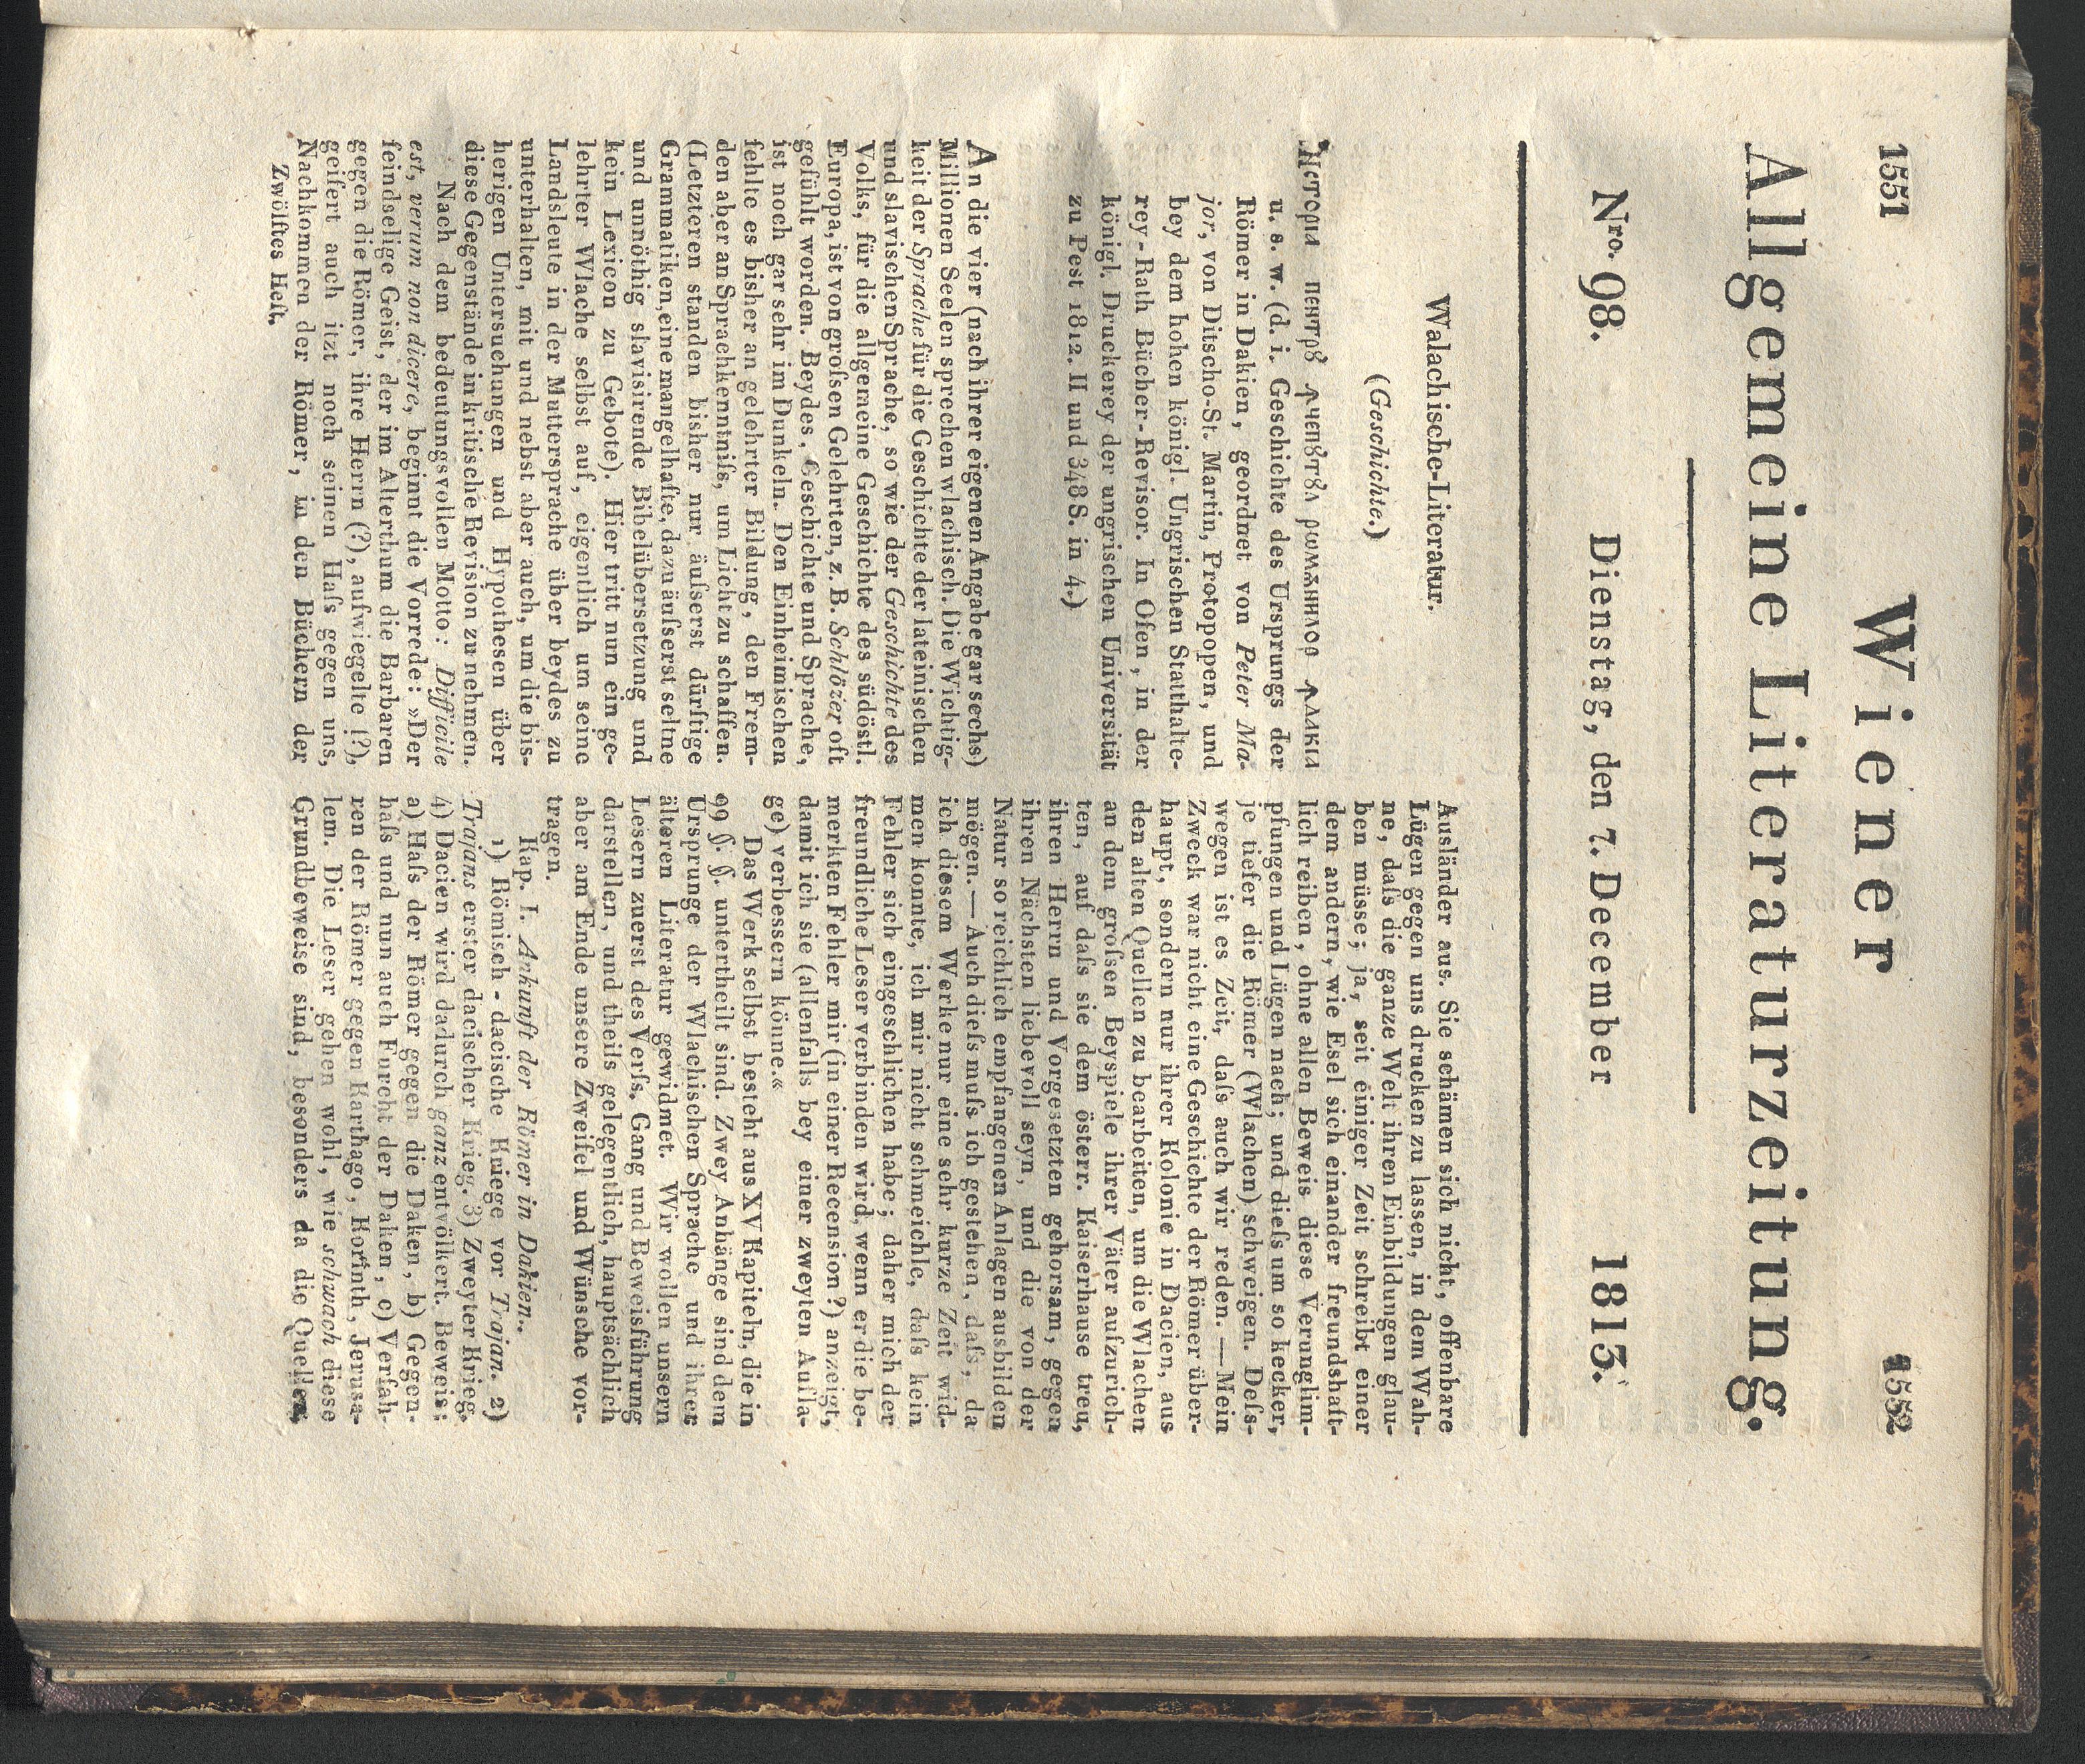 1551
1552
Wiener
Allgemeine Literaturzeitung.
Nro. 98. Dienstag, den 7. December 1813.
Walachische-Literatur.
(Geschichte.)
История пентрȣ ꙟчепȣтȣл рѡмѫнилор ꙟ дакиа
u. s. w. (d. i. Geschichte des Ursprungs der
Römer in Dakien, geordnet von Peter Ma-
jor, von Ditscho-St. Martin, Protopopen, und
bey dem hohen königl. Ungrischen Statthalte-
rey-Rath Bücher-Revisor. In Ofen, in der
königl. Druckerey der ungrischen Universität
zu Pest 1812. II und 348 S. in 4.)
An die vier (nach ihrer eigenen Angabe gar sechs)
Millionen Seelen sprechen wlachisch. Die Wichtig-
keit der Sprache für die Geschichte der lateinischen
und slavischen Sprache, so wie der Geschichte des
Volks, für die allgemeine Geschichte des südöstl.
Europa, ist von groſsen Gelehrten, z. B. Schlözer oft
gefühlt worden. Beydes, Geschichte und Sprache,
ist noch gar sehr im Dunkeln. Den Einheimischen
fehlte es bisher an gelehrter Bildung, den Frem-
den aber an Sprachkenntniſs, um Licht zu schaffen.
(Letzteren standen bisher nur äuſserst dürftige
Grammatiken, eine mangelhafte, dazu äuſserst seltne
und unnöthig slavisirende Bibelübersetzung und
kein Lexicon zu Gebote). Hier tritt nun ein ge-
lehrter Wlache selbst auf, eigentlich um seine
Landsleute in der Muttersprache über beydes zu
unterhalten, mit und nebst aber auch, um die bis-
herigen Untersuchungen und Hypothesen über
diese Gegenstände in kritische Revision zu nehmen.
Nach dem bedeutungsvollen Motto: Difficile
est, verum non dicere, beginnt die Vorrede: »Der
feindselige Geist, der im Alterthum die Barbaren
gegen die Römer, ihre Herrn (?), aufwiegelte (?),
geifert auch itzt noch seinen Haſs gegen uns,
Nachkommen der Römer, in den Büchern der
Zwölftes Heft.
Ausländer aus. Sie schämen sich nicht, offenbare
Lügen gegen uns drucken zu lassen, in dem Wah-
ne, daſs die ganze Welt ihren Einbildungen glau-
ben müsse; ja, seit einiger Zeit schreibt einer
dem andern, wie Esel sich einander freundshaft-
lich reiben, ohne allen Beweis diese Verunglim-
pfungen und Lügen nach; und dieſs um so kecker,
je tiefer die Römer (Wlachen) schweigen. Deſs-
wegen ist es Zeit, daſs auch wir reden. — Mein
Zweck war nicht eine Geschichte der Römer über-
haupt, sondern nur ihrer Kolonie in Dacien, aus
den alten Quellen zu bearbeiten, um die Wlachen
an dem groſsen Beyspiele ihrer Väter aufzurich-
ten, auf daſs sie dem österr. Kaiserhause treu,
ihren Herrn und Vorgesetzten gehorsam, gegen
ihren Nächsten liebevoll seyn, und die von der
Natur so reichlich empfangenen Anlagen ausbilden
mögen. — Auch dieſs muſs ich gestehen, daſs, da
ich diesem Werke nur eine sehr kurze Zeit wid-
men konnte, ich mir nicht schmeichle, daſs kein
Fehler sich eingeschlichen habe; daher mich der
freundliche Leser verbinden wird, wenn er die be-
merkten Fehler mir (in einer Recension?) anzeigt,
damit ich sie (allenfalls bey einer zweyten Aufla-
ge) verbessern könne.«
Das Werk selbst besteht aus XV Kapiteln, die in
99 §. §. untertheilt sind. Zwey Anhänge sind dem
Ursprunge der Wlachischen Sprache und ihrer
älteren Literatur gewidmet. Wir wollen unsern
Lesern zuerst des Verfs. Gang und Beweisführung
darstellen, und theils gelegentlich, hauptsächlich
aber am Ende unsere Zweifel und Wünsche vor-
tragen.
Kap. I. Ankunft der Römer in Dakien.
1) Römisch-dacische Kriege vor Trajan. 2)
Trajans erster dacischer Krieg. 3) Zweyter Krieg.
4) Dacien wird dadurch ganz entvölkert. Beweis:
a) Haſs der Römer gegen die Daken, b) Gegen-
haſs und nun auch Furcht der Daken, c) Verfah-
ren der Römer gegen Karthago, Korinth, Jerusa-
lem. Die Leser gehen wohl, wie schwach diese
Grundbeweise sind, besonders da die Quellen,